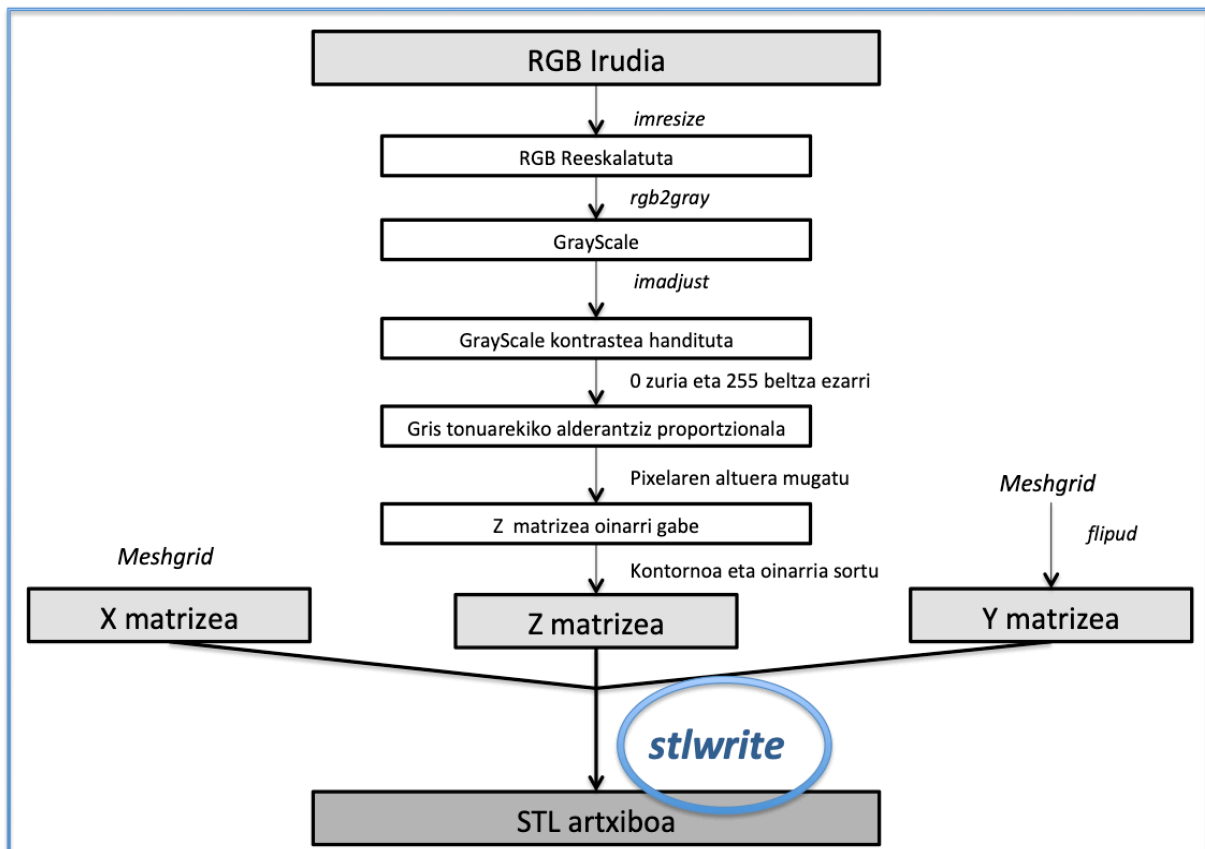 RGB Irudia
imresize
RGB Reeskalatuta
rgb2gray
GrayScale
imadjust
GrayScale kontrastea handituta
0 zuria eta 255 beltza ezarri
Gris tonuarekiko alderantziz proportzionala
Pixelaren altuera mugatu
Meshgrid
Z matrizea oinarri gabe
flipud
Meshgrid
Kontornoa eta oinarria sortu
X matrizea
Z matrizea
Y matrizea
stlwrite
STL artxiboa